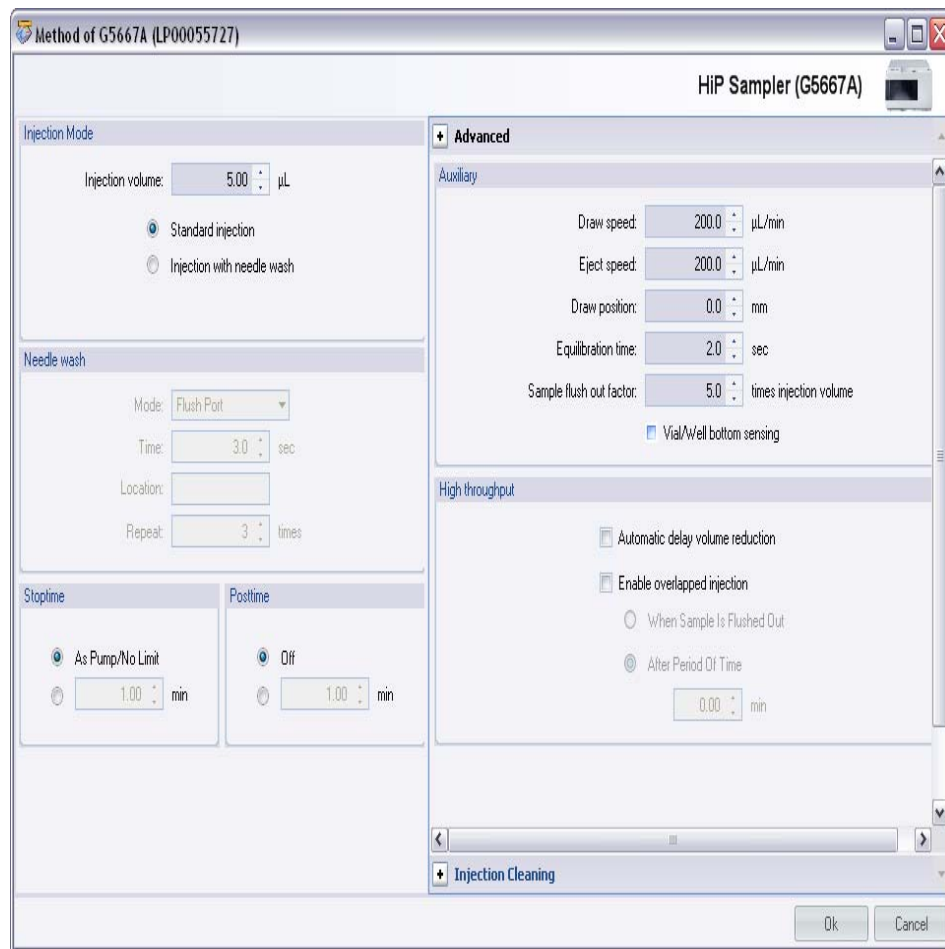 Method of G5667A (LP00055727)
HiP Sampler (G5667A)
Injection Mode
Injection volume: 5.00 µL
Standard injection
Injection with needle wash
Needle wash
Mode: Flush Port
Time: 3.0 sec
Location:
Repeat: 3 times
Stoptime
As Pump/No Limit
1.00 min
Posttime
Off
1.00 min
Advanced
Auxiliary
Draw speed: 200.0 µL/min
Eject speed: 200.0 µL/min
Draw position: 0.0 mm
Equilibration time: 2.0 sec
Sample flush out factor: 5.0 times injection volume
Vial/Well bottom sensing
High throughput
Automatic delay volume reduction
Enable overlapped injection
When Sample Is Flushed Out
After Period Of Time
0.00 min
Injection Cleaning
Ok Cancel